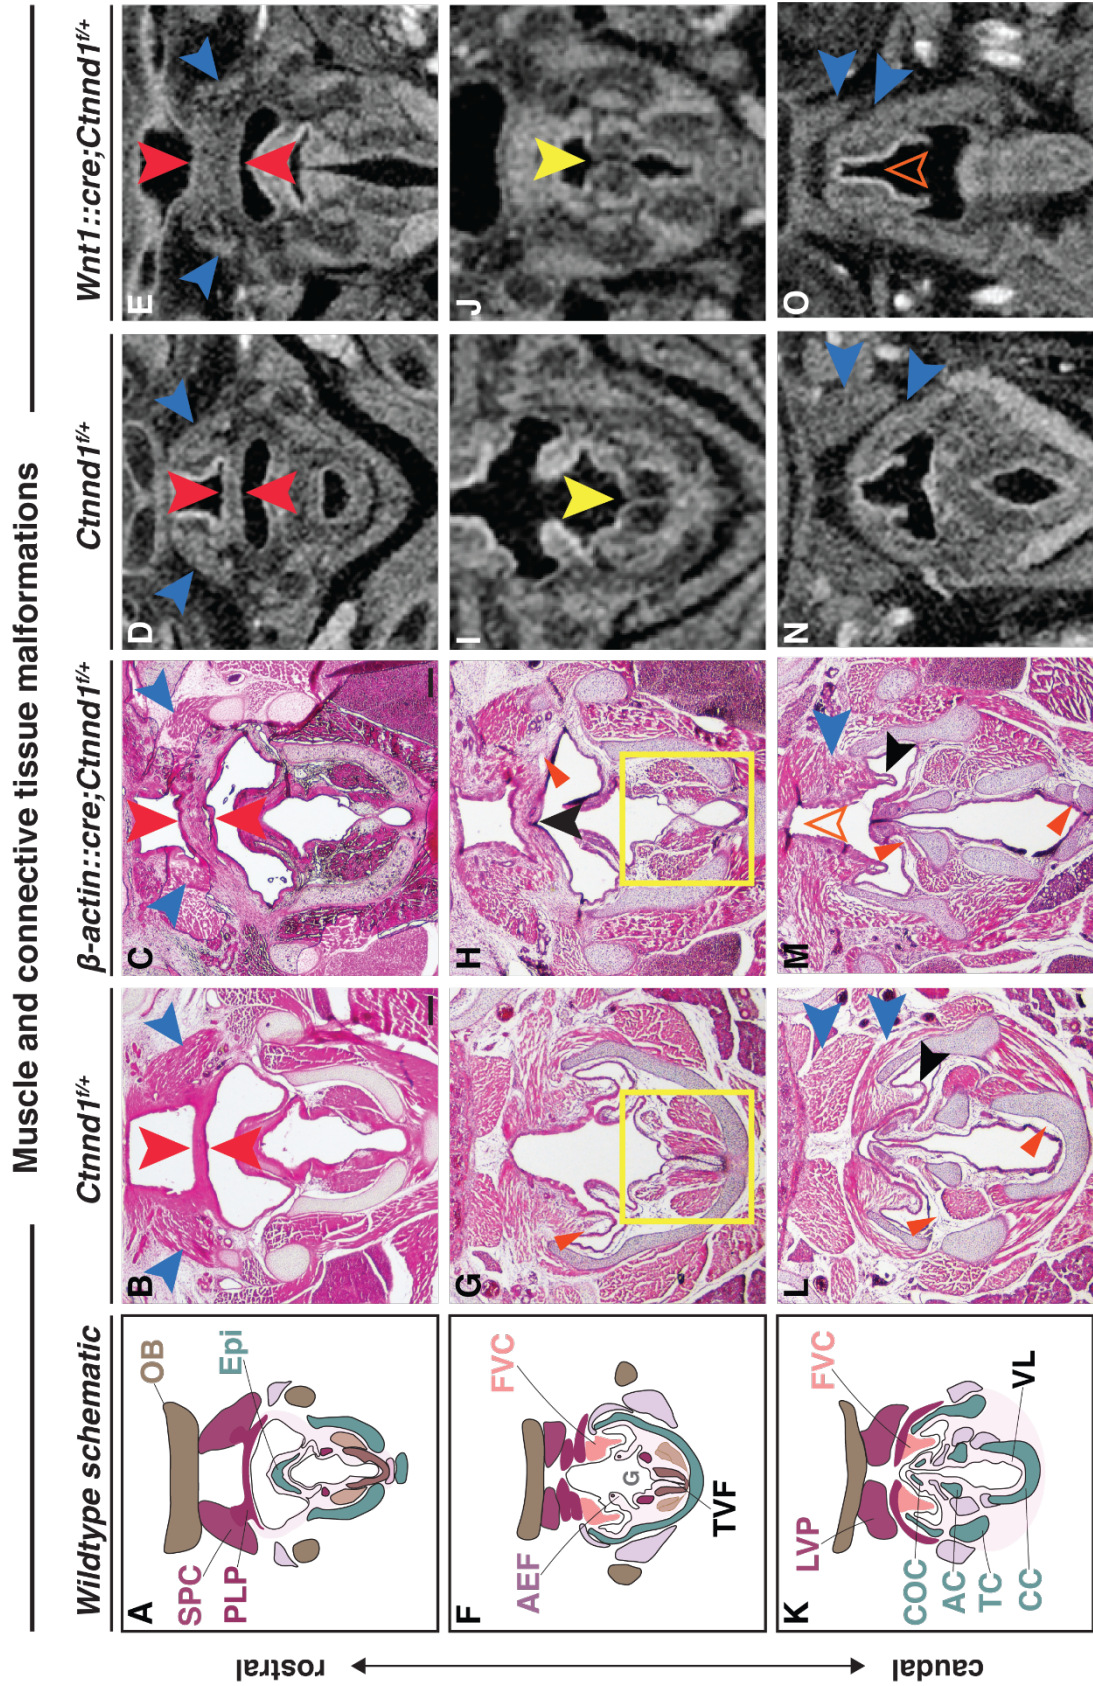 Muscle and connective tissue malformations
Wildtype schematic
Ctnnd1f/+
β-actin::cre;Ctnnd1f/+
Ctnnd1f/+
Wnt1::cre;Ctnnd1f/+
rostral
caudal
A
OB
Epi
SPC
PLP
B
C
D
E
F
FVC
AEF
G
TVF
G
H
I
J
K
FVC
LVP
COC
AC
TC
CC
VL
L
M
N
O